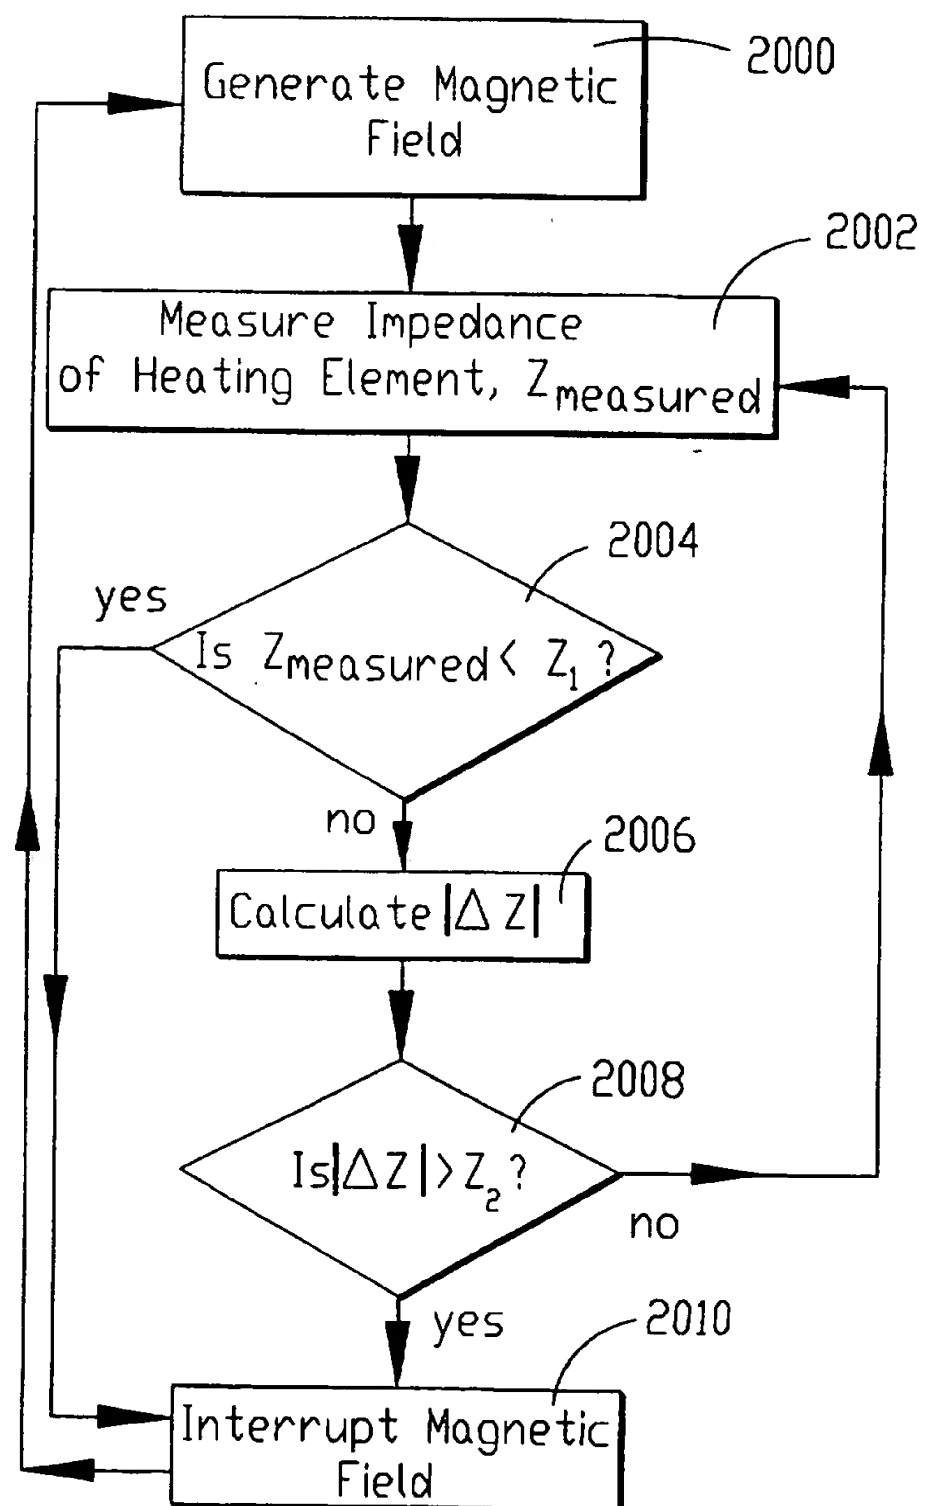 2000
Generate Magnetic
Field
2002
Measure Impedance
of Heating Element, Zmeasured
2004
yes
Is Zmeasured < Z1 ?
no
2006
Calculate |Δ Z|
2008
Is |ΔZ| > Z2 ?
no
yes
2010
Interrupt Magnetic
Field